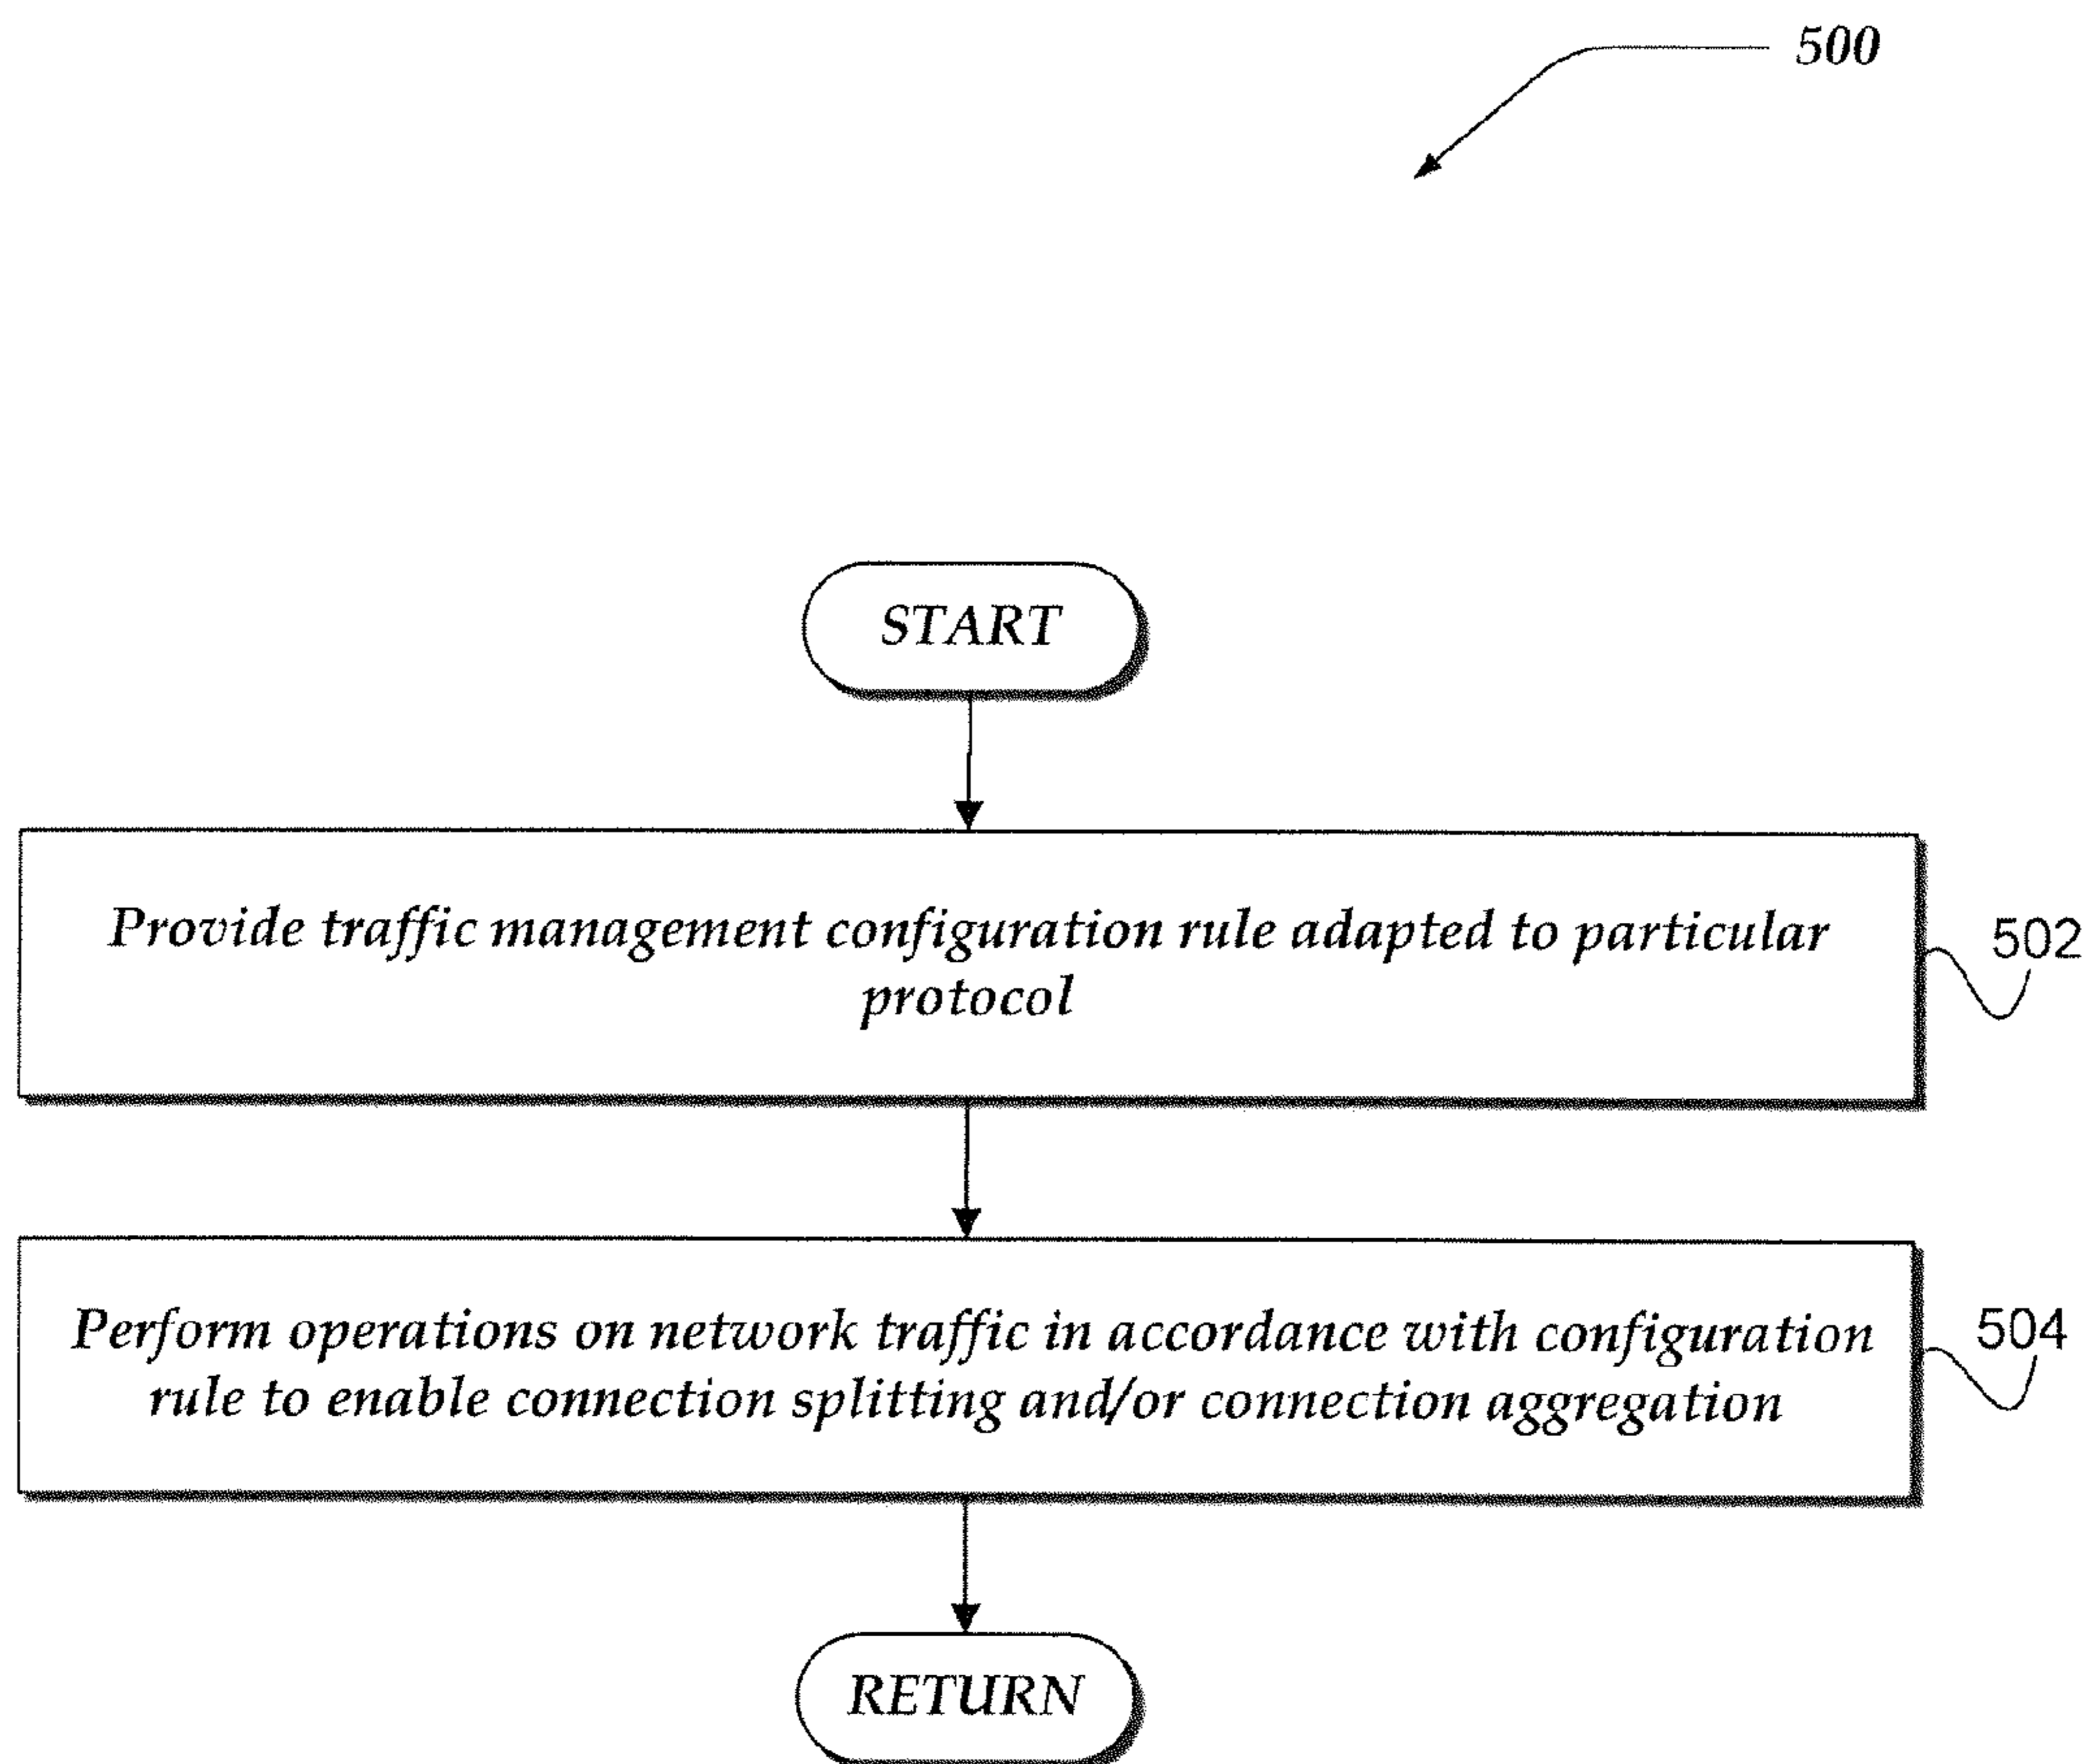 500
START
Provide traffic management configuration rule adapted to particular
protocol
502
Perform operations on network traffic in accordance with configuration
rule to enable connection splitting and/or connection aggregation
504
RETURN